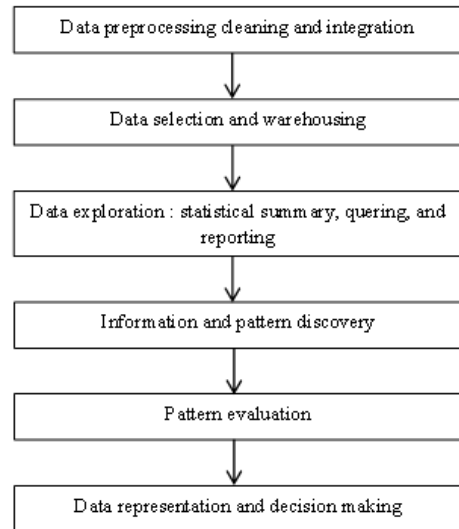 Data preprocessing cleaning and integration
Data selection and warehousing
Data exploration : statistical summary, quering, and
reporting
Information and pattern discovery
Pattern evaluation
Data representation and decision making